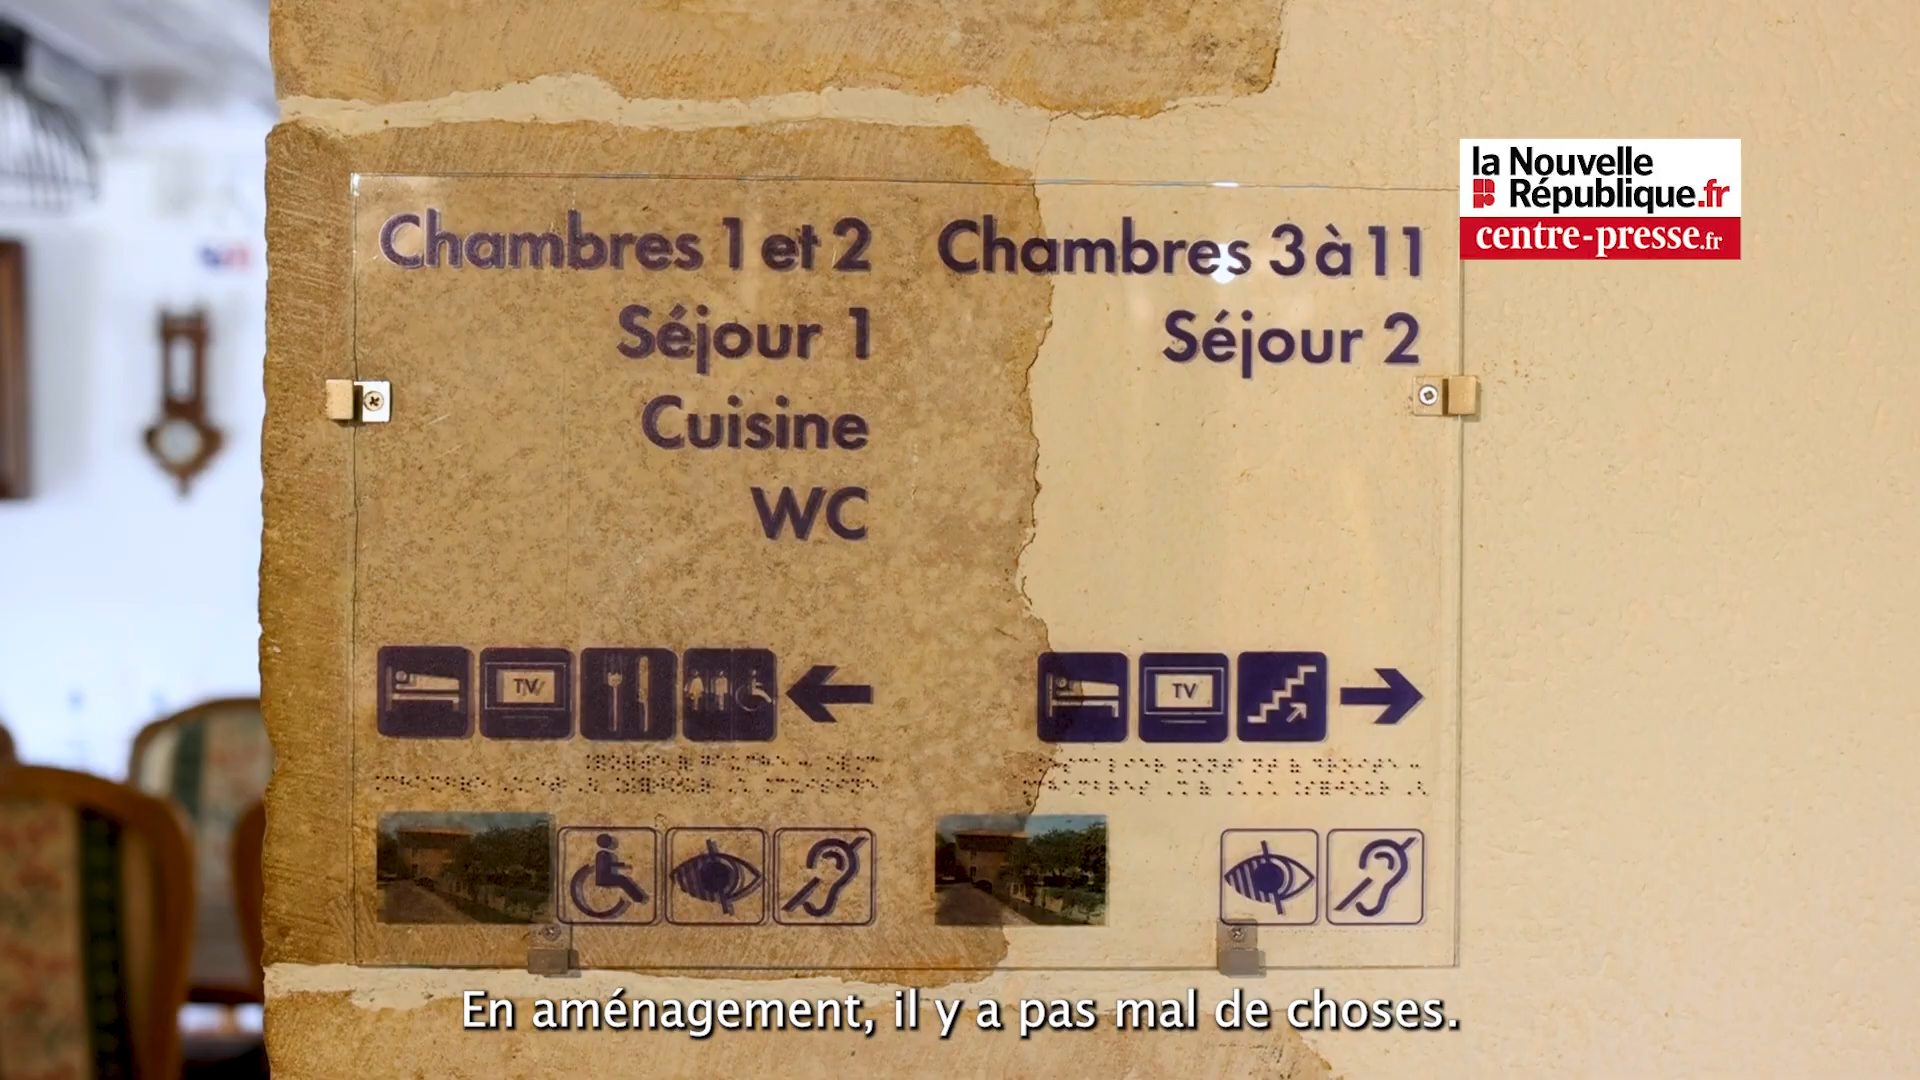 la Nouvelle
République.fr
centre-presse.fr
Chambres 1 et 2
Séjour 1
Cuisine
WC
TV
Chambres 3 à 11
Séjour 2
TV
En aménagement, il y a pas mal de choses.